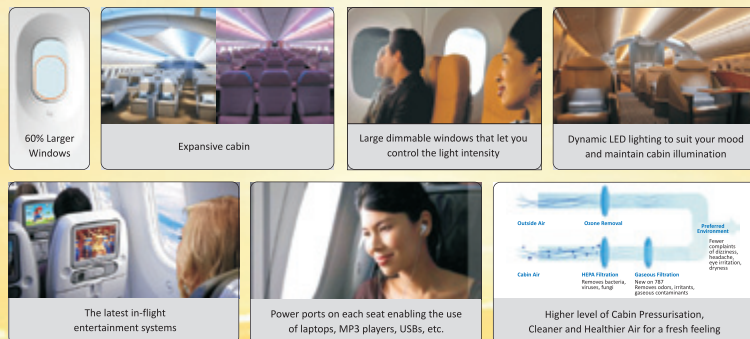 60% Larger
Windows
Expansive cabin
Large dimmable windows that let you
control the light intensity
Dynamic LED lighting to suit your mood
and maintain cabin illumination
The latest in-flight
entertainment systems
Power ports on each seat enabling the use
of laptops, MP3 players, USBs, etc.
Outside Air
Ozone Removal
Preferred
Environment
Fewer
complaints
of dizziness,
headache,
eye irritation,
dryness
Cabin Air
HEPA Filtration
Removes bacteria,
viruses, fungi
Gaseous Filtration
New on 787
Removes odors, irritants,
gaseous contaminants
Higher level of Cabin Pressurisation,
Cleaner and Healthier Air for a fresh feeling